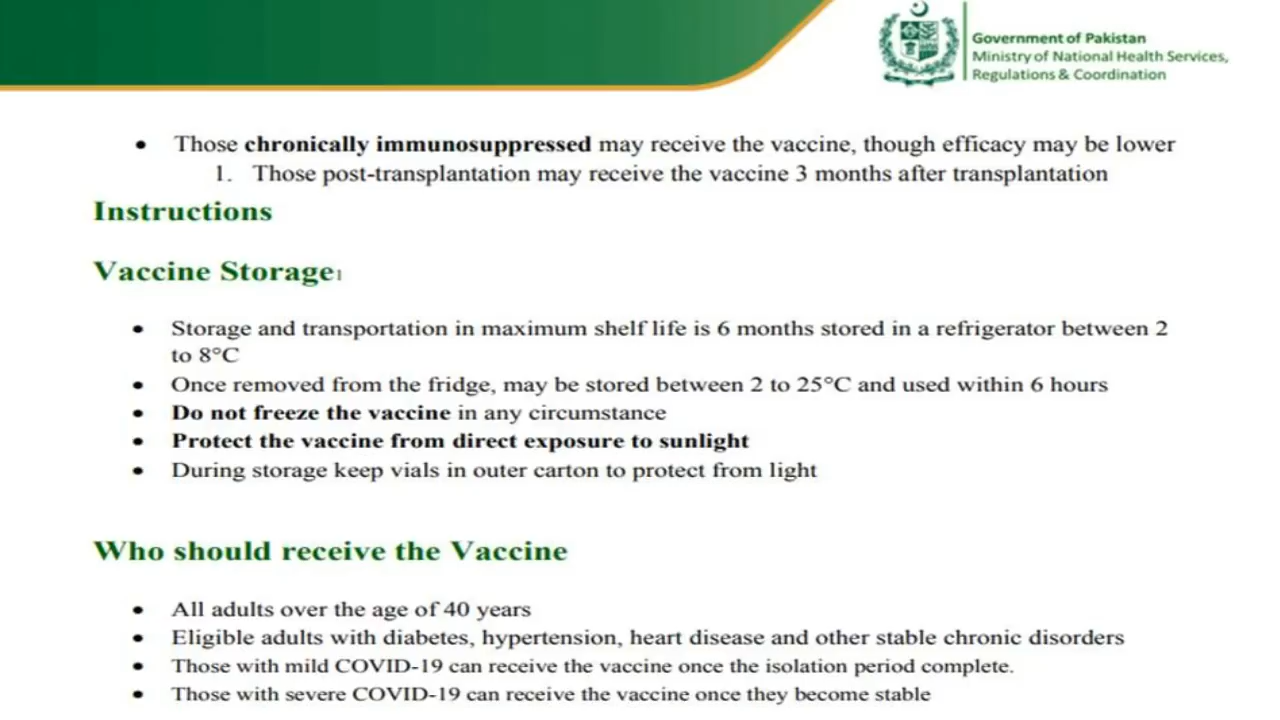 Government of Pakistan
Ministry of National Health Services,
Regulations & Coordination
• Those chronically immunosuppressed may receive the vaccine, though efficacy may be lower
1. Those post-transplantation may receive the vaccine 3 months after transplantation
Instructions
Vaccine Storage1
• Storage and transportation in maximum shelf life is 6 months stored in a refrigerator between 2
to 8°C
• Once removed from the fridge, may be stored between 2 to 25°C and used within 6 hours
• Do not freeze the vaccine in any circumstance
• Protect the vaccine from direct exposure to sunlight
• During storage keep vials in outer carton to protect from light
Who should receive the Vaccine
• All adults over the age of 40 years
• Eligible adults with diabetes, hypertension, heart disease and other stable chronic disorders
• Those with mild COVID-19 can receive the vaccine once the isolation period complete.
• Those with severe COVID-19 can receive the vaccine once they become stable